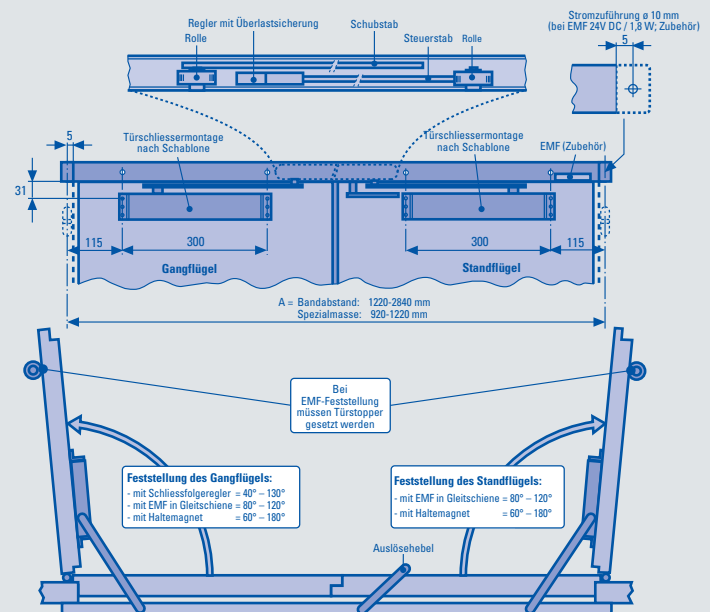 Stromzuführung ø 10 mm
(bei EMF 24V DC / 1,8 W; Zubehör)
Regler mit Überlastsicherung
Schubstab
Rolle
Steuerstab
Rolle
5
5
Türschliessermontage
nach Schablone
Türschliessermontage
nach Schablone
EMF (Zubehör)
31
115
300
300
115
Gangflügel
Standflügel
A = Bandabstand: 1220-2840 mm
Spezialmasse: 920-1220 mm
Bei
EMF-Feststellung
müssen Türstopper
gesetzt werden
Feststellung des Gangflügels:
- mit Schliessfolgeregler = 40° – 130°
- mit EMF in Gleitschiene = 80° – 120°
- mit Haltemagnet = 60° – 180°
Feststellung des Standflügels:
- mit EMF in Gleitschiene = 80° – 120°
- mit Haltemagnet = 60° – 180°
Auslösehebel